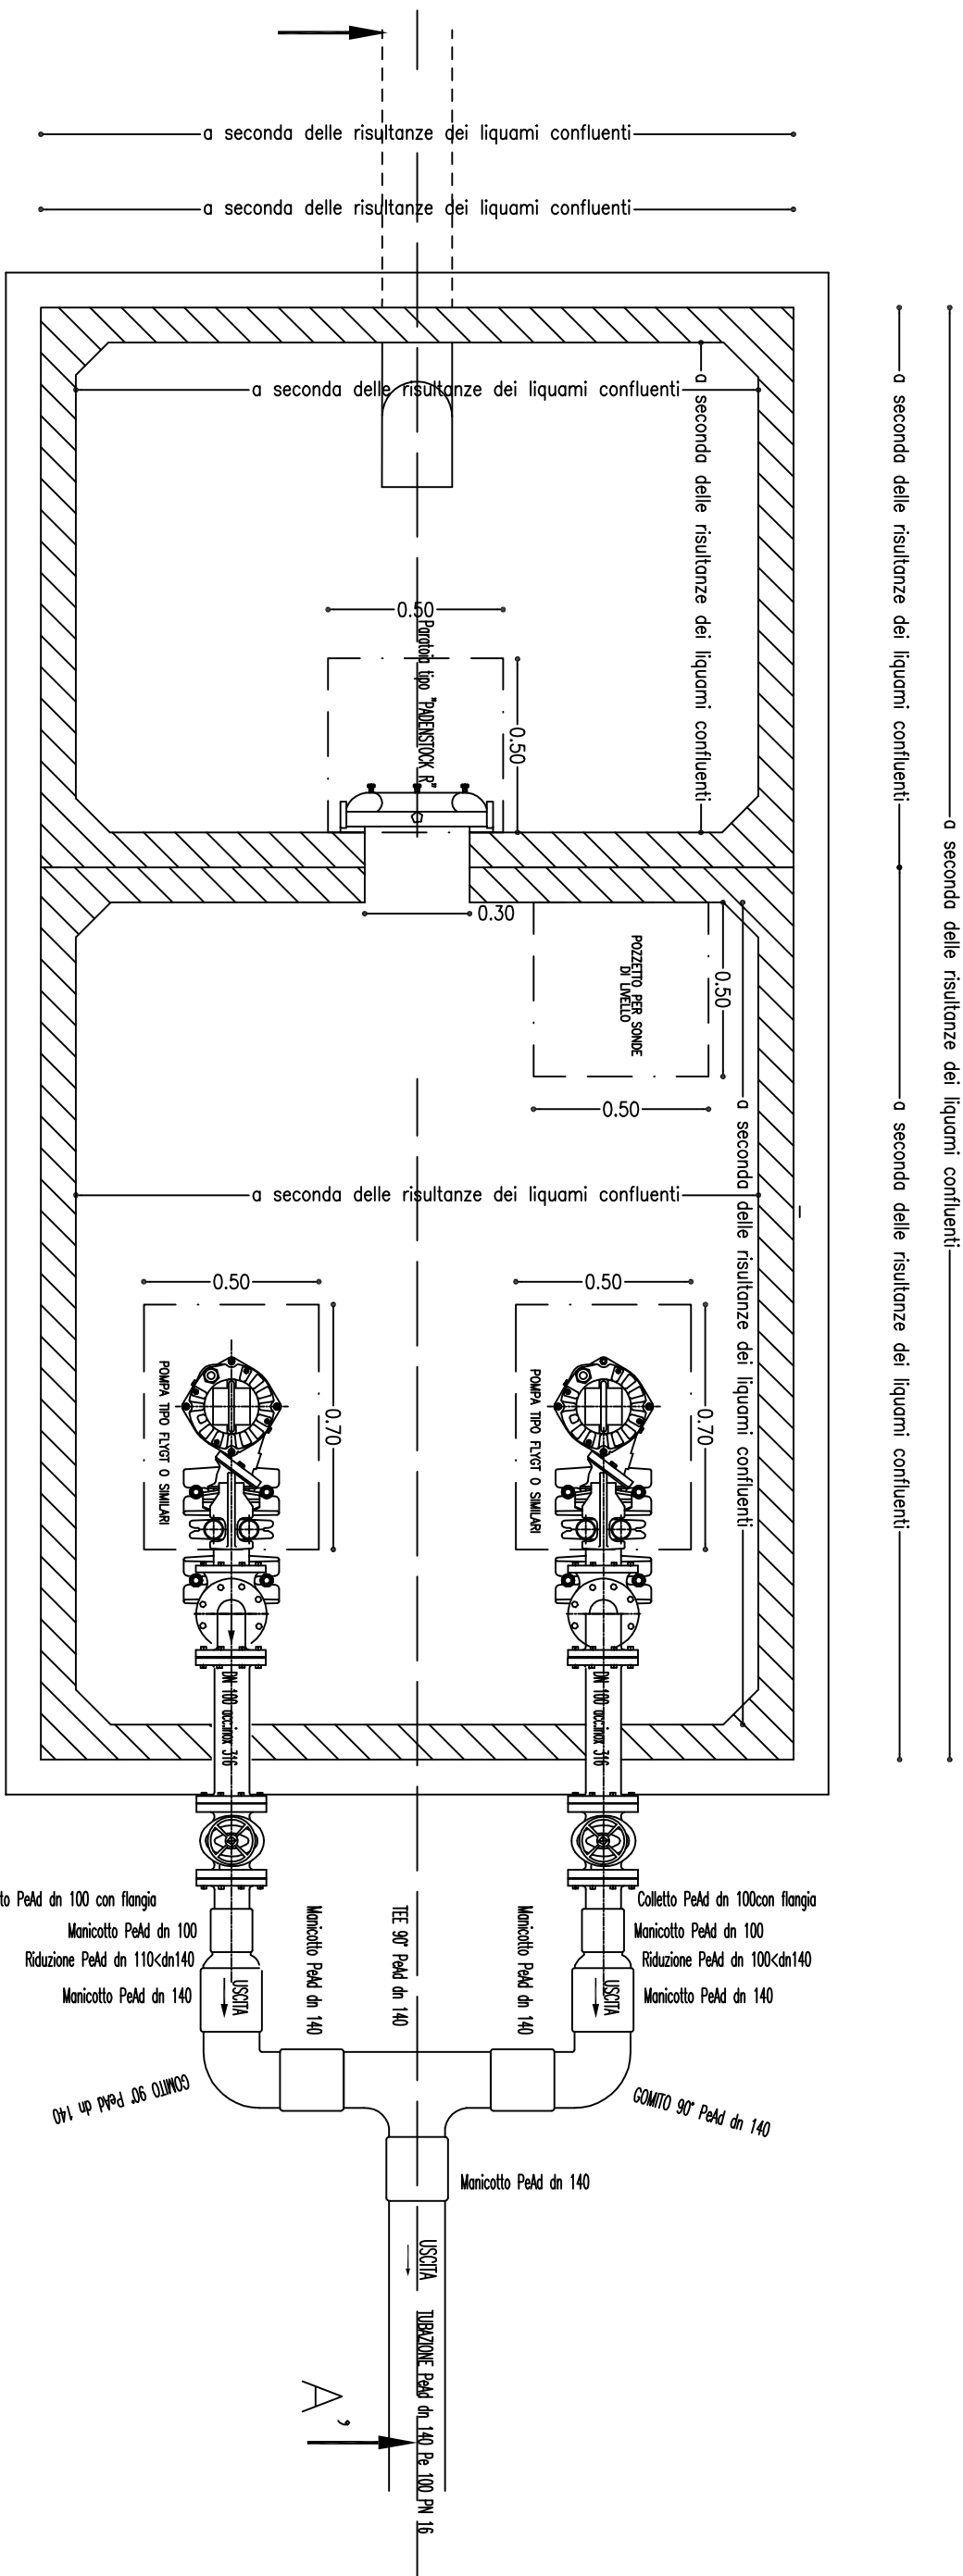 a seconda delle risultanze dei liquami confluenti
a seconda delle risultanze dei liquami confluenti
a seconda delle risultanze dei liquami confluenti
a seconda delle risultanze dei liquami confluenti
a seconda delle risultanze dei liquami confluenti
a seconda delle risultanze dei liquami confluenti
0.50
Paratoia tipo "PADENSTOCK R"
0.50
0.30
POZZETTO PER SONDE
DI LIVELLO
0.50
0.50
a seconda delle risultanze dei liquami confluenti
a seconda delle risultanze dei liquami confluenti
a seconda delle risultanze dei liquami confluenti
0.50
0.70
POMPA TIPO FLYGT O SIMILARI
0.50
0.70
POMPA TIPO FLYGT O SIMILARI
DN 100 acc.inox 316
DN 100 acc.inox 316
to PeAd dn 100 con flangia
Manicotto PeAd dn 100
Riduzione PeAd dn 110<dn140
Manicotto PeAd dn 140
USCITA
Manicotto PeAd dn 140
TEE 90° PeAd dn 140
Manicotto PeAd dn 140
Colletto PeAd dn 100con flangia
Manicotto PeAd dn 100
Riduzione PeAd dn 100<dn140
Manicotto PeAd dn 140
USCITA
GOMITO 90° PeAd dn 140
GOMITO 90° PeAd dn 140
Manicotto PeAd dn 140
USCITA
TUBAZIONE PeAd dn 140 Pe 100 PN 16
A'